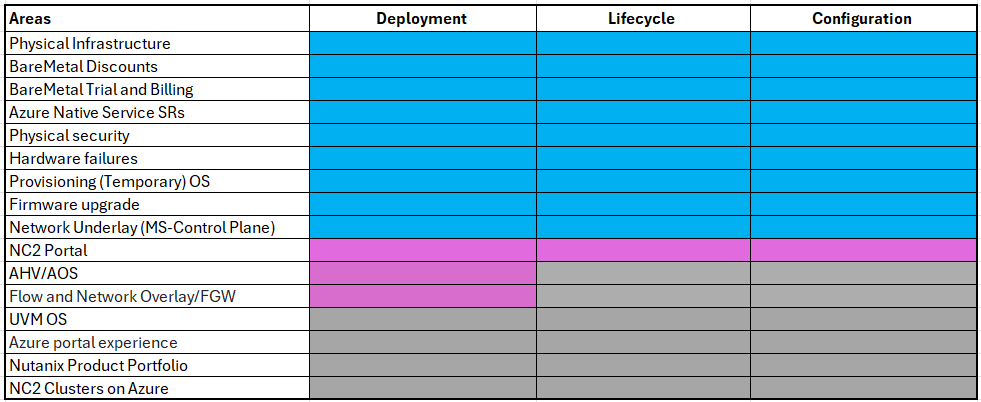 Areas Deployment Lifecycle Configuration
Physical Infrastructure
BareMetal Discounts
BareMetal Trial and Billing
Azure Native Service SRs
Physical security
Hardware failures
Provisioning (Temporary) OS
Firmware upgrade
Network Underlay (MS-Control Plane)
NC2 Portal
AHV/AOS
Flow and Network Overlay/FGW
UVM OS
Azure portal experience
Nutanix Product Portfolio
NC2 Clusters on Azure